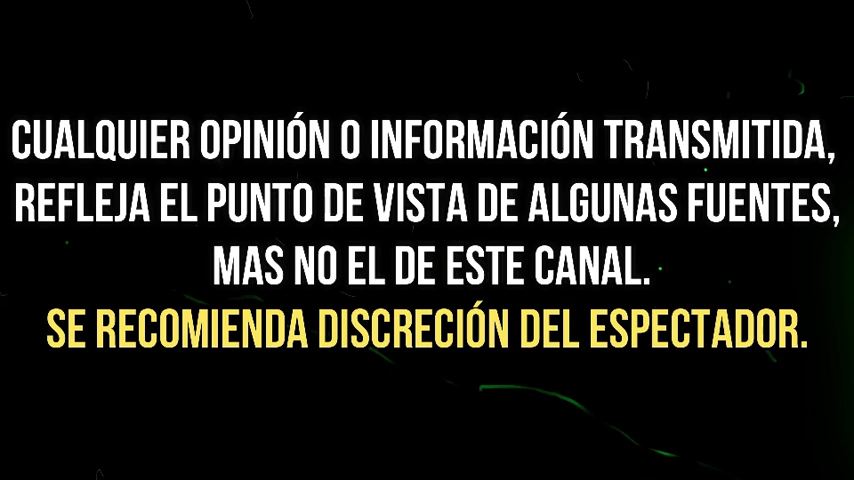 CUALQUIER OPINIÓN O INFORMACIÓN TRANSMITIDA,
REFLEJA EL PUNTO DE VISTA DE ALGUNAS FUENTES,
MAS NO EL DE ESTE CANAL.
SE RECOMIENDA DISCRECIÓN DEL ESPECTADOR.